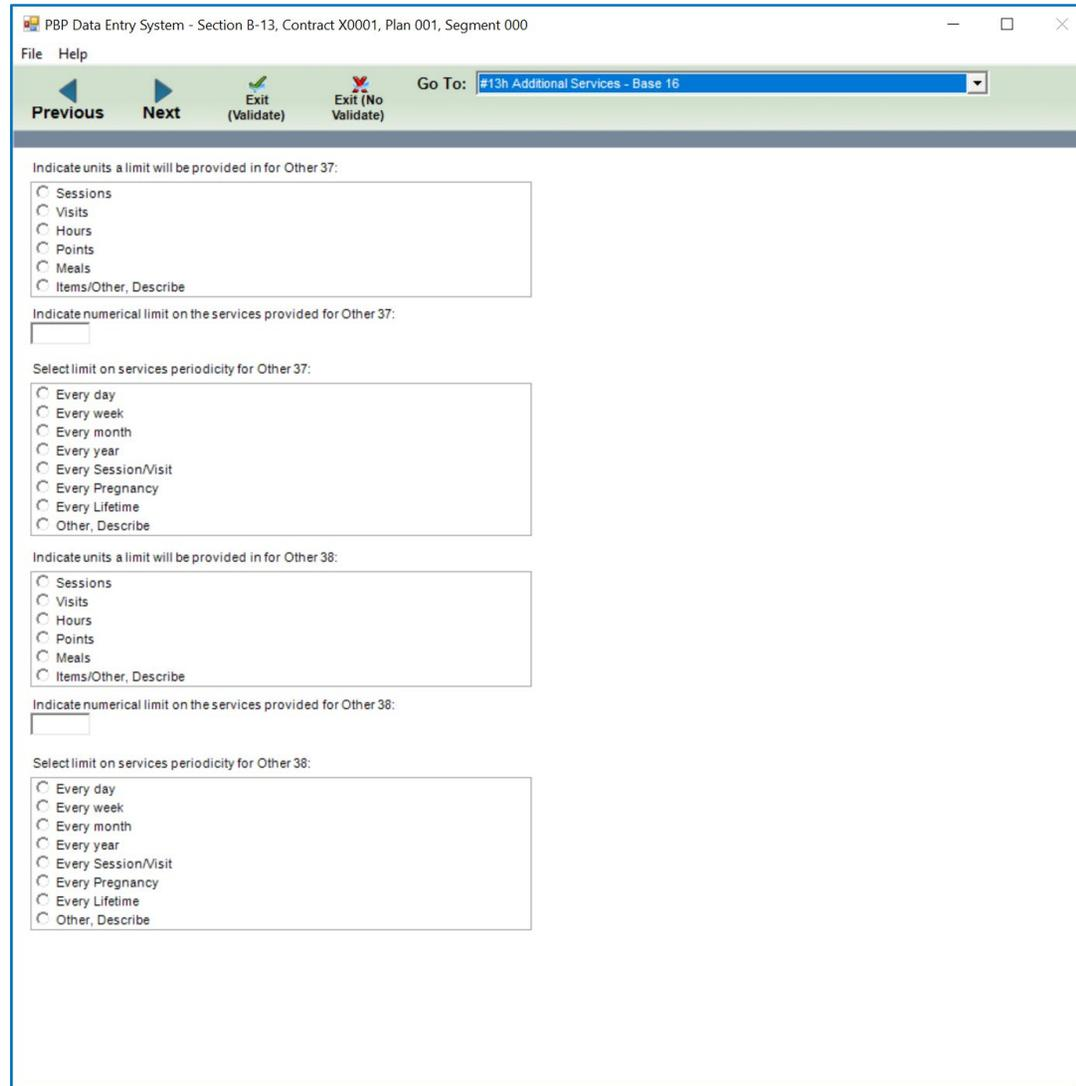 PBP Data Entry System - Section B-13, Contract X0001, Plan 001, Segment 000
File Help
Previous
Next
Exit
(Validate)
Exit (No
Validate)
Go To: #13h Additional Services - Base 16
Indicate units a limit will be provided in for Other 37:
Sessions
Visits
Hours
Points
Meals
Items/Other, Describe
Indicate numerical limit on the services provided for Other 37:
Select limit on services periodicity for Other 37:
Every day
Every week
Every month
Every year
Every Session/Visit
Every Pregnancy
Every Lifetime
Other, Describe
Indicate units a limit will be provided in for Other 38:
Sessions
Visits
Hours
Points
Meals
Items/Other, Describe
Indicate numerical limit on the services provided for Other 38:
Select limit on services periodicity for Other 38:
Every day
Every week
Every month
Every year
Every Session/Visit
Every Pregnancy
Every Lifetime
Other, Describe